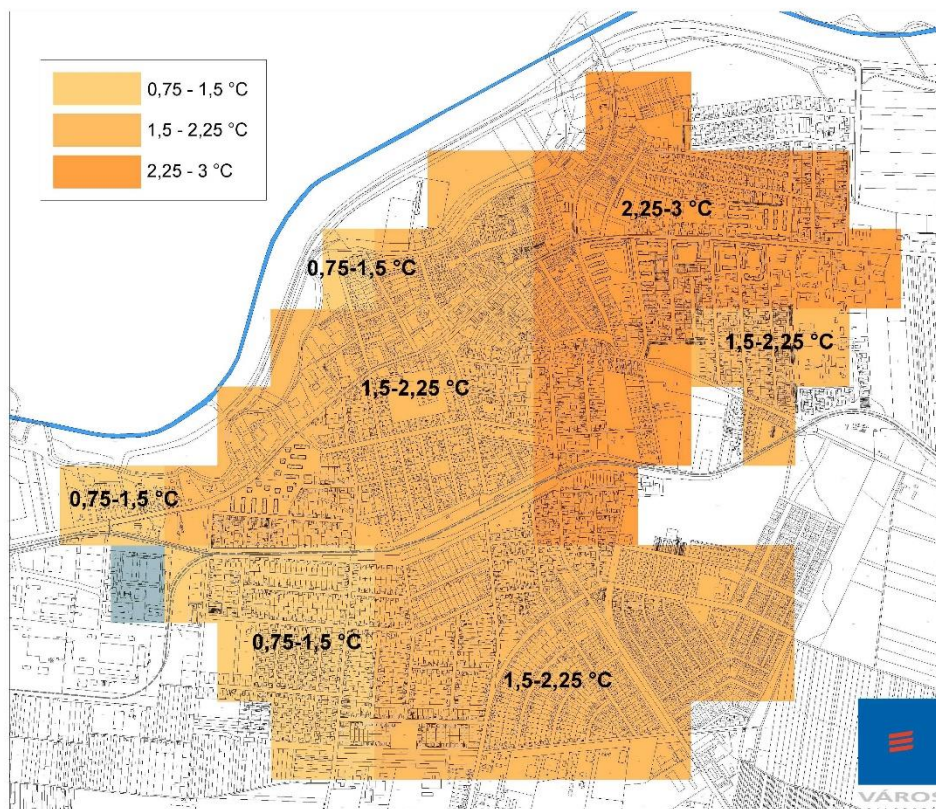 0,75 - 1,5 °C
1,5 - 2,25 °C
2,25 - 3 °C
2,25-3 °C
0,75-1,5 °C
1,5-2,25 °C
1,5-2,25 °C
0,75-1,5 °C
0,75-1,5 °C
1,5-2,25 °C
VÁROS